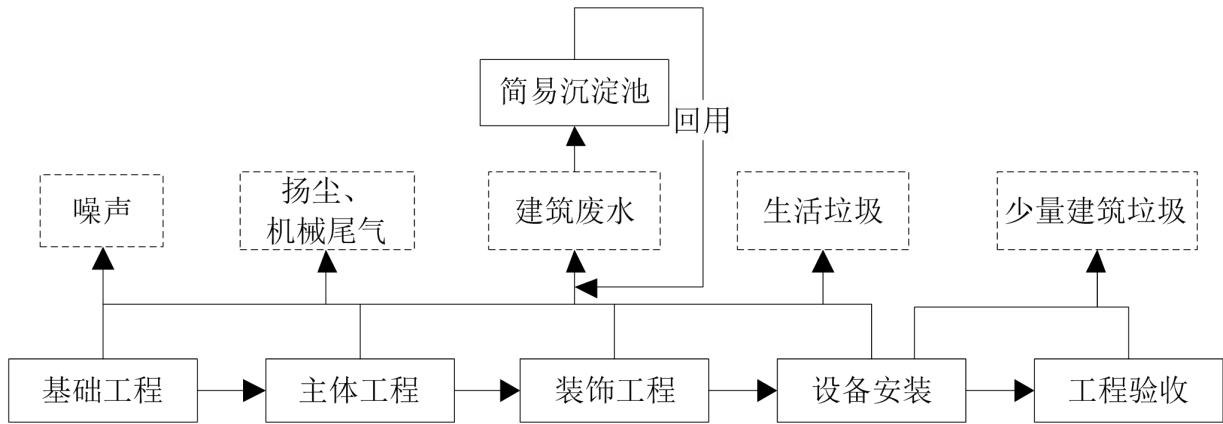 简易沉淀池
回用
噪声
扬尘、
机械尾气
建筑废水
生活垃圾
少量建筑垃圾
基础工程
主体工程
装饰工程
设备安装
工程验收